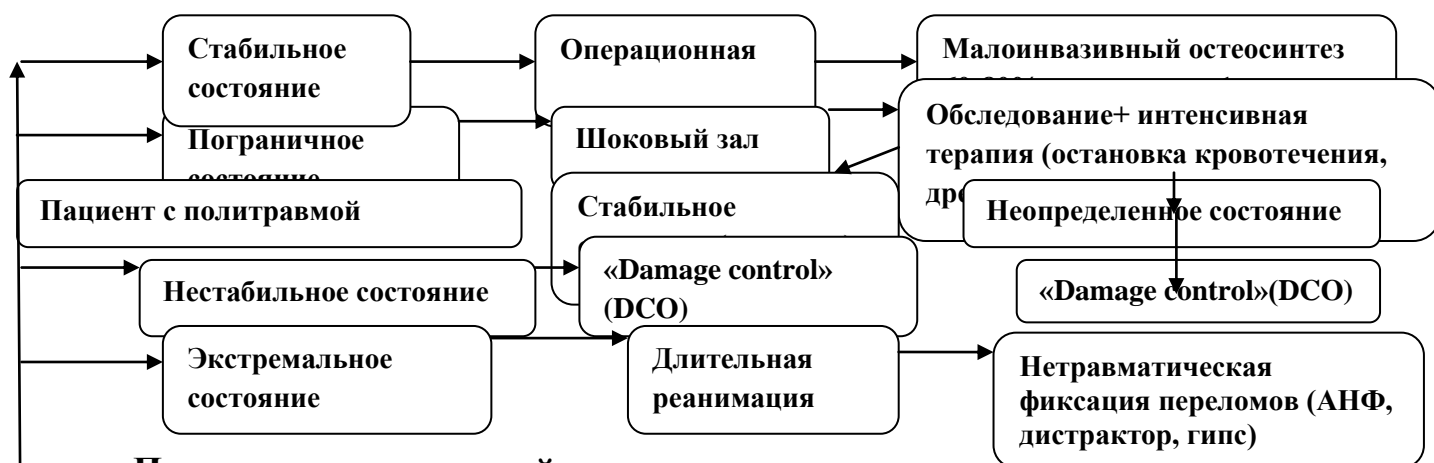 Стабильное
состояние
Операционная
Малоинвазивный остеосинтез
Пограничное
состояние
Шоковый зал
Обследование+ интенсивная
терапия (остановка кровотечения,
Пациент с политравмой
Стабильное
Неопределенное состояние
Нестабильное состояние
«Damage control»
(DCO)
«Damage control»(DCO)
Экстремальное
состояние
Длительная
реанимация
Нетравматическая
фиксация переломов (АНФ,
дистрактор, гипс)